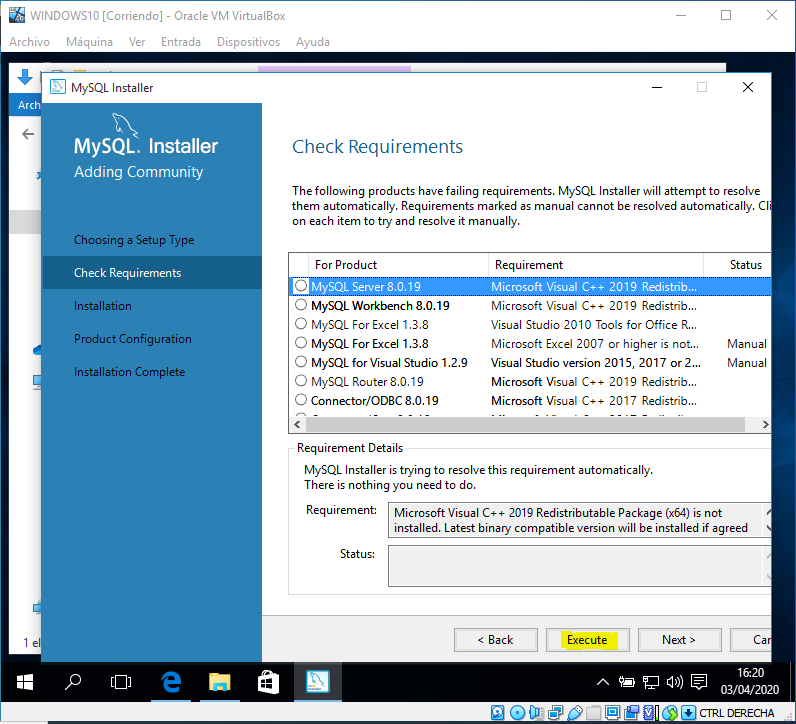 WINDOWS10 [Corriendo] - Oracle VM VirtualBox
Archivo Máquina Ver Entrada Dispositivos Ayuda
Arch
MySQL Installer
MySQL. Installer
Adding Community
Choosing a Setup Type
Check Requirements
Installation
Product Configuration
Installation Complete
Check Requirements
The following products have failing requirements. MySQL Installer will attempt to resolve
them automatically. Requirements marked as manual cannot be resolved automatically. Cli
on each item to try and resolve it manually.
For Product Requirement Status
MySQL Server 8.0.19 Microsoft Visual C++ 2019 Redistrib...
MySQL Workbench 8.0.19 Microsoft Visual C++ 2019 Redistrib...
MySQL For Excel 1.3.8 Visual Studio 2010 Tools for Office R...
MySQL For Excel 1.3.8 Microsoft Excel 2007 or higher is not... Manual
MySQL for Visual Studio 1.2.9 Visual Studio version 2015, 2017 or 2... Manual
MySQL Router 8.0.19 Microsoft Visual C++ 2019 Redistrib...
Connector/ODBC 8.0.19 Microsoft Visual C++ 2017 Redistrib...
Requirement Details
MySQL Installer is trying to resolve this requirement automatically.
There is nothing you need to do.
Requirement: Microsoft Visual C++ 2019 Redistributable Package (x64) is not
installed. Latest binary compatible version will be installed if agreed
Status:
1 el
< Back Execute Next > Can
16:20
03/04/2020
CTRL DERECHA